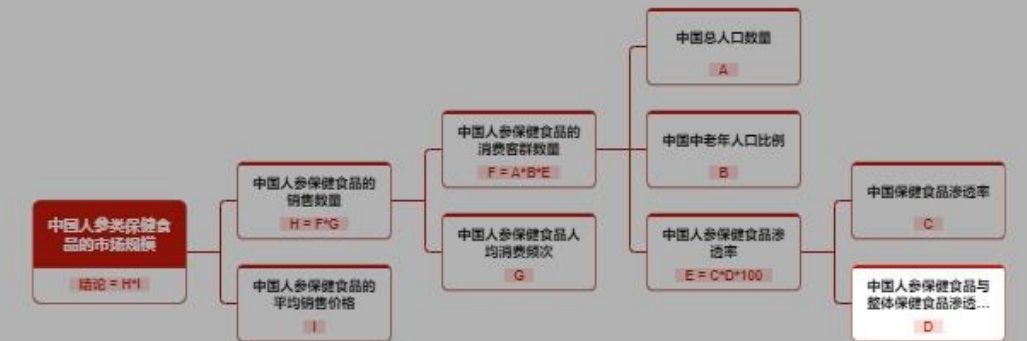 中国总人口数量
A
中国人参保健食品的
消费客群数量
F = A*B*E
中国中老年人口比例
B
中国人参保健食品的
销售数量
H = F*G
中国保健食品渗透率
C
中国人参类保健食
品的市场规模
结论 = H*I
中国人参保健食品人
均消费频次
G
中国人参保健食品渗
透率
E = C*D*100
中国人参保健食品的
平均销售价格
I
中国人参保健食品与
整体保健食品渗透...
D